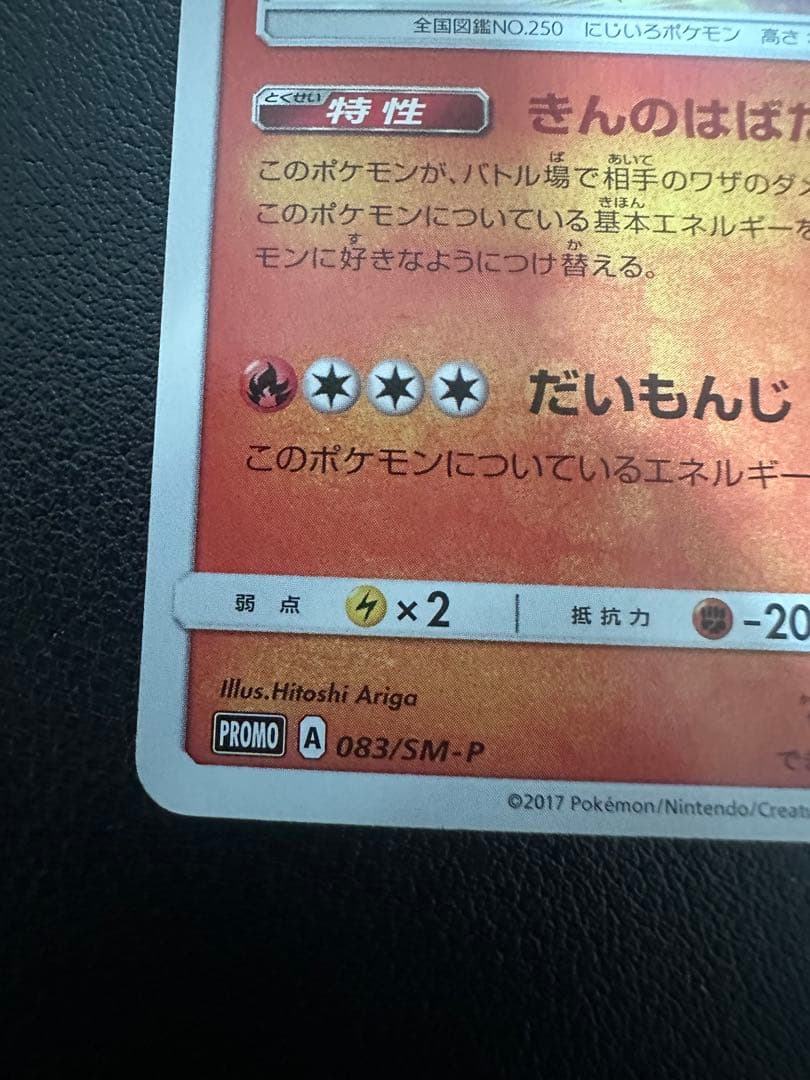 全国図鑑NO.250 にじいろポケモン 高さ
とくせい
特性 きんのはばた
このポケモンが、バトル場で相手のワザのダメ
ば あいて
このポケモンについている基本エネルギーを
きほん
モンに好きなようにつけ替える。
す か
だいもんじ
このポケモンについているエネルギー
弱点 ×2 抵抗力 -20
Illus.Hitoshi Ariga
PROMO A 083/SM-P
でき
©2017 Pokémon/Nintendo/Creat